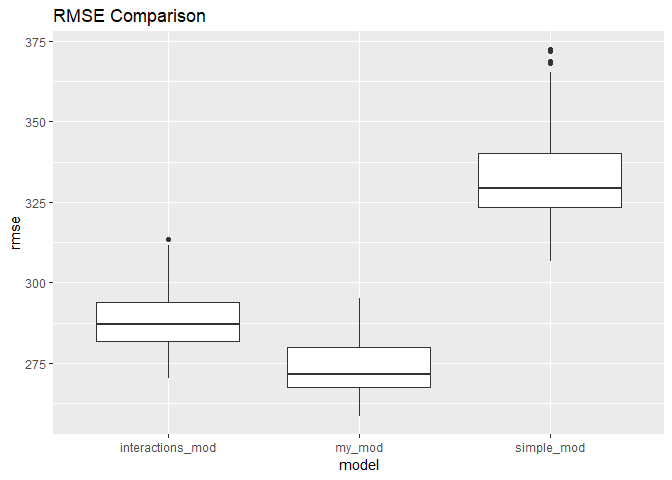 RMSE Comparison
375
350
325
300
275
rmse
interactions_mod my_mod simple_mod
model